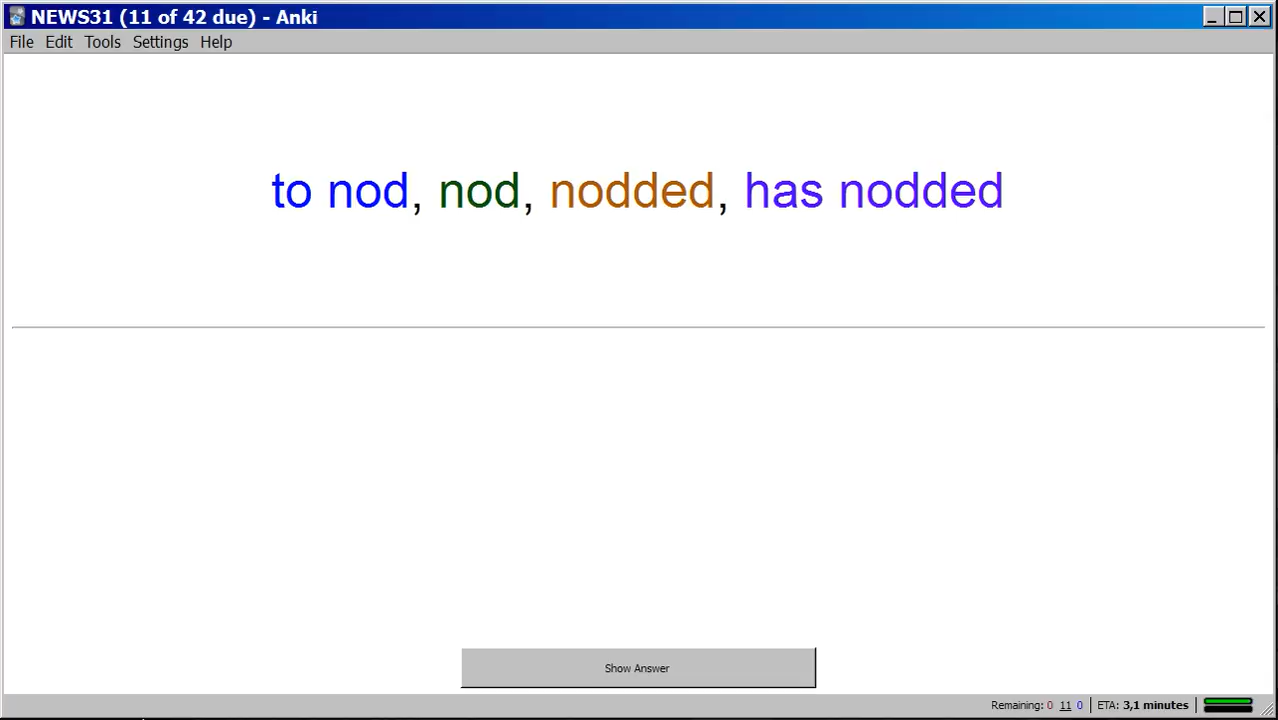 NEWS31 (11 of 42 due) - Anki
File Edit Tools Settings Help
to nod, nod, nodded, has nodded
Show Answer
Remaining: 0 11 0 ETA: 3,1 minutes